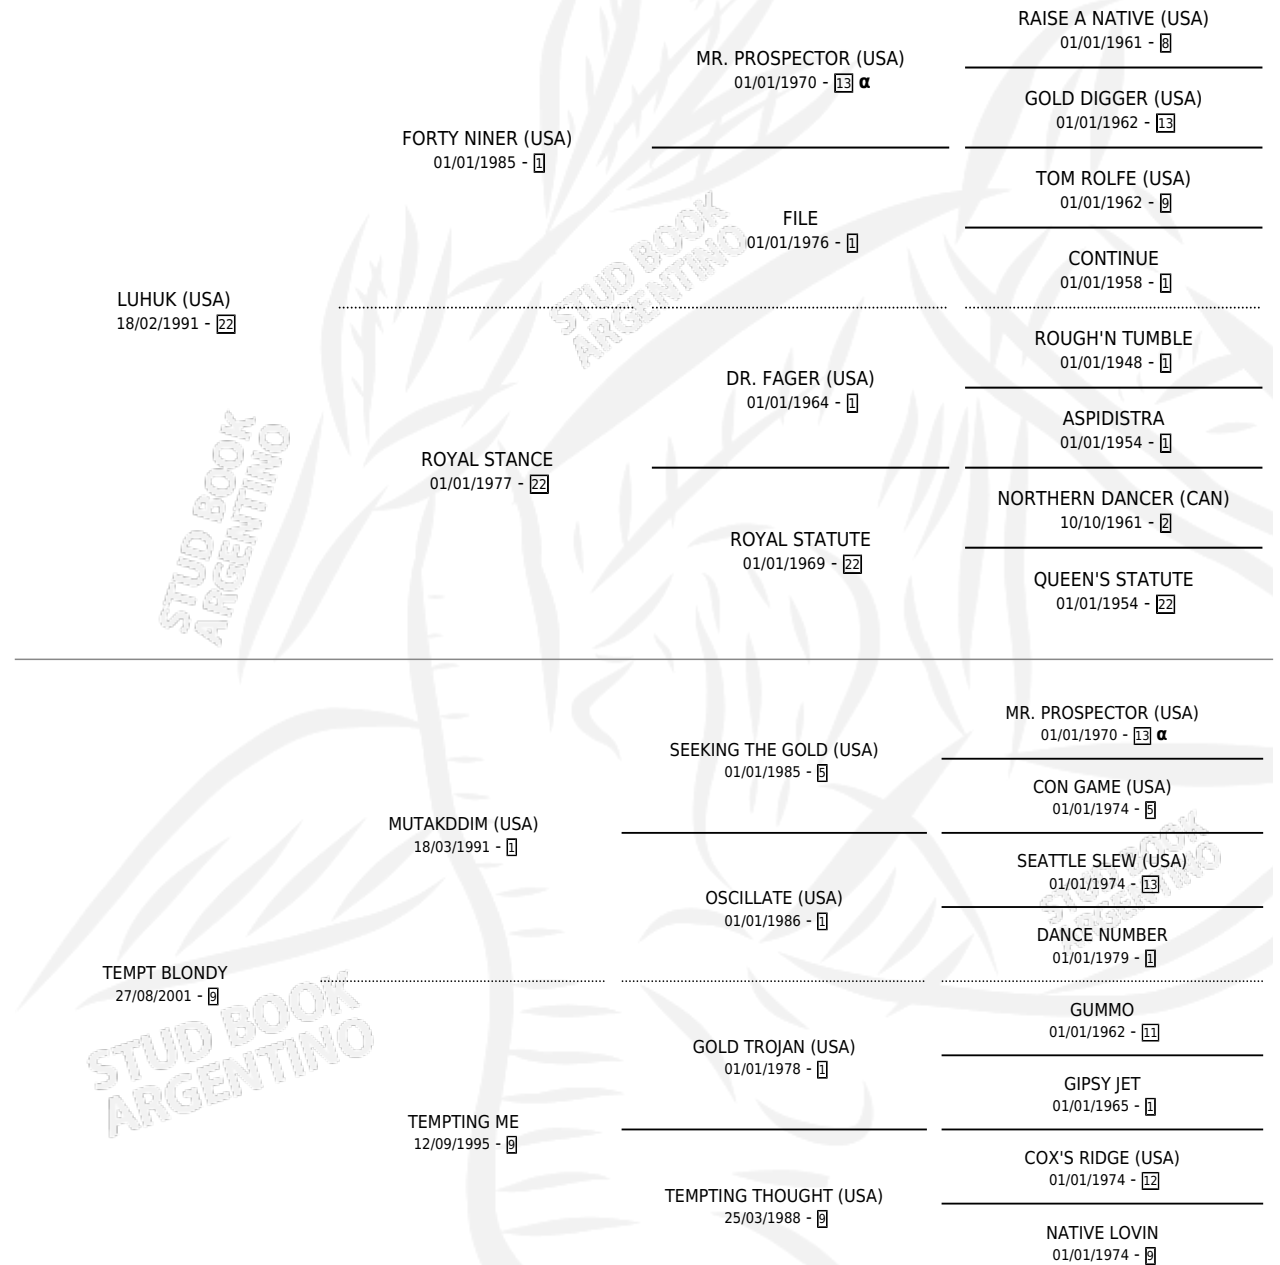 RAISE A NATIVE (USA)
01/01/1961 - 8
MR. PROSPECTOR (USA)
01/01/1970 - 13 α
GOLD DIGGER (USA)
01/01/1962 - 13
FORTY NINER (USA)
01/01/1985 - 1
TOM ROLFE (USA)
01/01/1962 - 9
FILE
01/01/1976 - 1
CONTINUE
01/01/1958 - 1
LUHUK (USA)
18/02/1991 - 22
ROUGH'N TUMBLE
01/01/1948 - 1
DR. FAGER (USA)
01/01/1964 - 1
ASPIDISTRA
01/01/1954 - 1
ROYAL STANCE
01/01/1977 - 22
NORTHERN DANCER (CAN)
10/10/1961 - 2
ROYAL STATUTE
01/01/1969 - 22
QUEEN'S STATUTE
01/01/1954 - 22
STUD BOOK
ARGENTINO
STUD BOOK
ARGENTINO
MR. PROSPECTOR (USA)
01/01/1970 - 13 α
SEEKING THE GOLD (USA)
01/01/1985 - 5
CON GAME (USA)
01/01/1974 - 5
MUTAKDDIM (USA)
18/03/1991 - 1
SEATTLE SLEW (USA)
01/01/1974 - 13
OSCILLATE (USA)
01/01/1986 - 1
DANCE NUMBER
01/01/1979 - 1
TEMPT BLONDY
27/08/2001 - 9
GUMMO
01/01/1962 - 11
GOLD TROJAN (USA)
01/01/1978 - 1
GIPSY JET
01/01/1965 - 1
TEMPTING ME
12/09/1995 - 9
COX'S RIDGE (USA)
01/01/1974 - 12
TEMPTING THOUGHT (USA)
25/03/1988 - 9
NATIVE LOVIN
01/01/1974 - 9
STUD BOOK
ARGENTINO
STUD BOOK
ARGENTINO